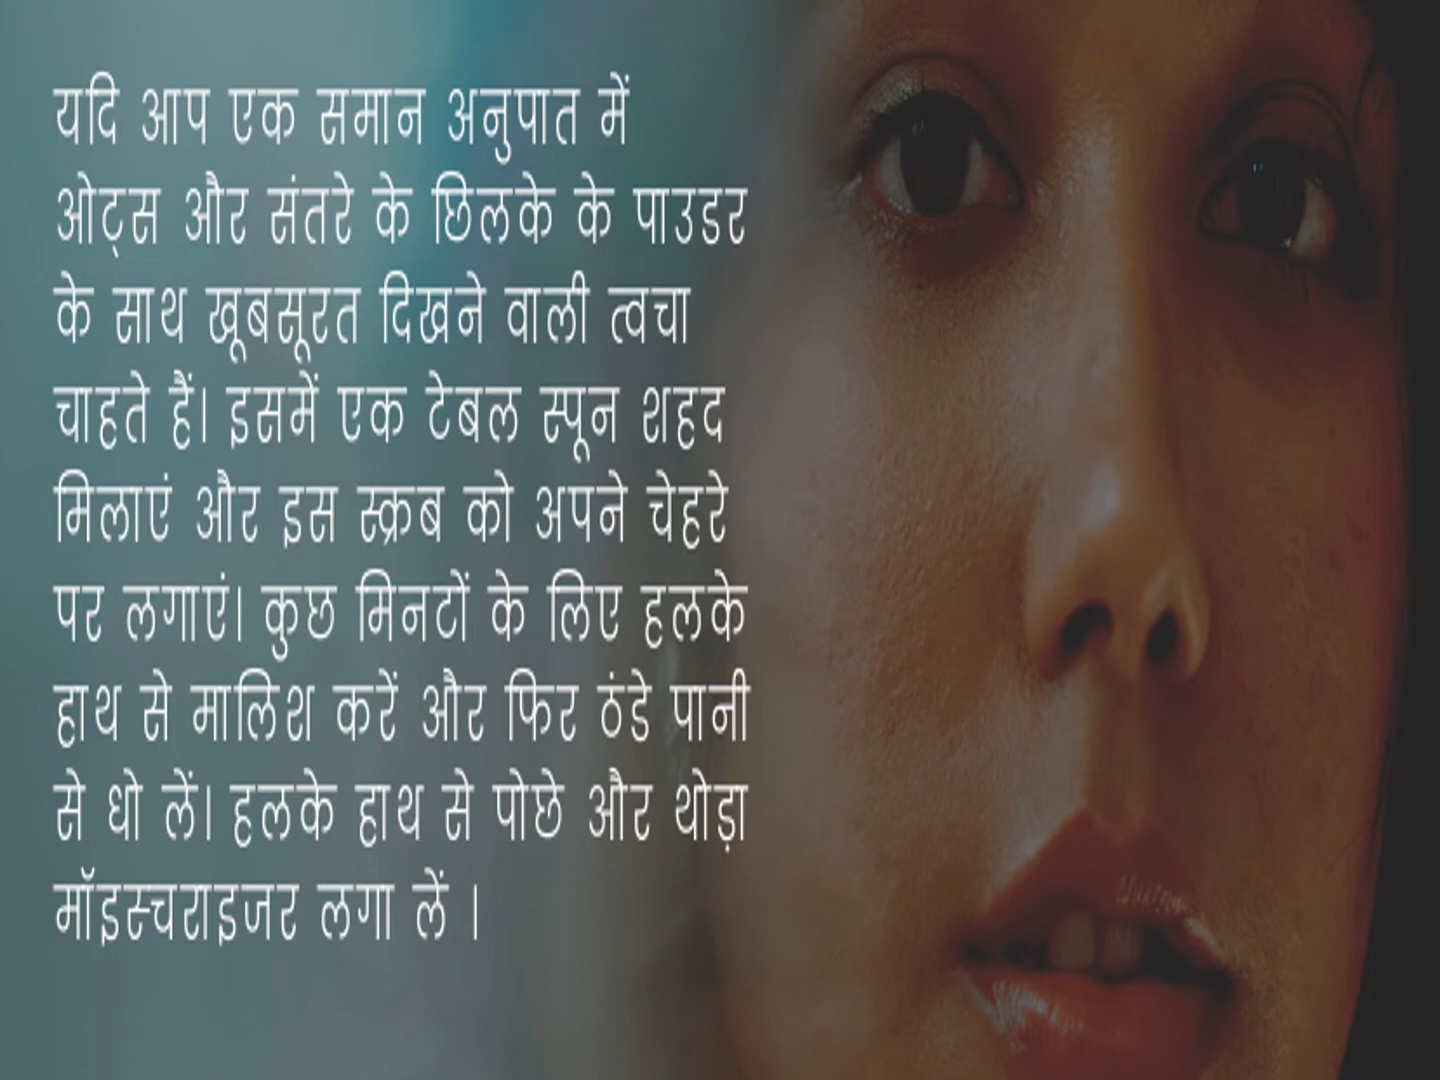 यदि आप एक समान अनुपात में
ओट्स और संतरे के छिलके के पाउडर
के साथ खूबसूरत दिखने वाली त्वचा
चाहते हैं। इसमें एक टेबल स्पून शहद
मिलाएं और इस स्क्रब को अपने चेहरे
पर लगाएं। कुछ मिनटों के लिए हलके
हाथ से मालिश करें और फिर ठंडे पानी
से धो लें। हलके हाथ से पोछे और थोड़ा
मॉइस्चराइजर लगा लें ।